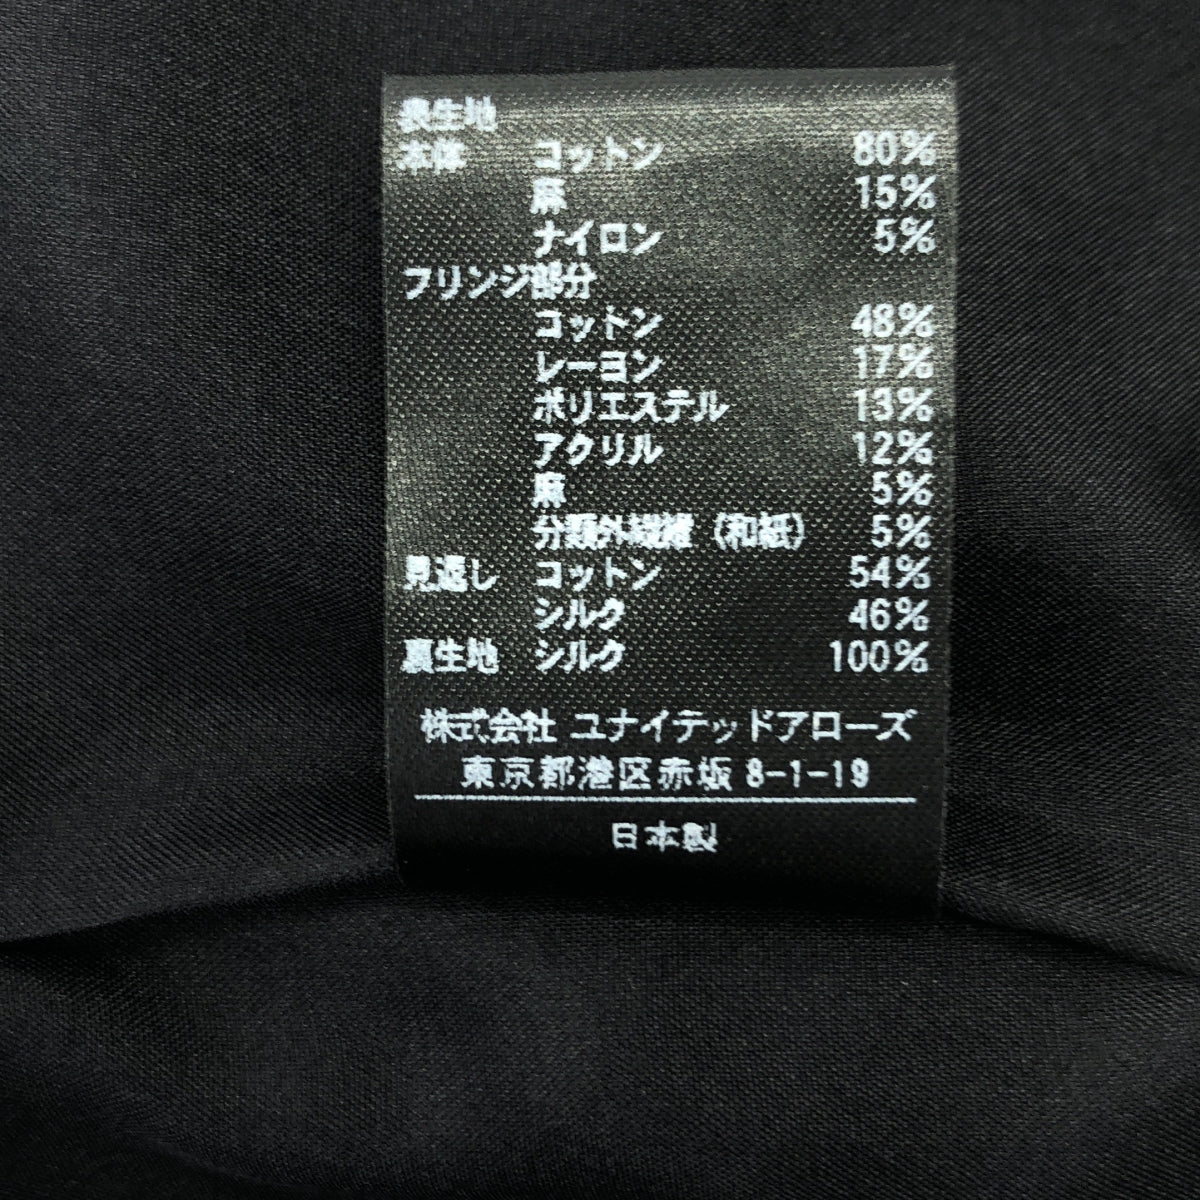 表生地
本体 コットン 80%
麻 15%
ナイロン 5%
フリンジ部分
コットン 48%
レーヨン 17%
ポリエステル 13%
アクリル 12%
麻 5%
分類外繊維（和紙） 5%
見返し コットン 54%
シルク 46%
裏生地 シルク 100%
株式会社 ユナイテッドアローズ
東京都港区赤坂 8-1-19
日本製